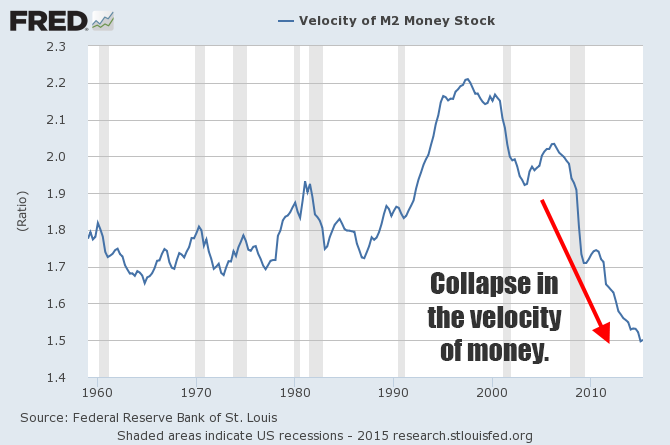 FRED
Velocity of M2 Money Stock
2.3
2.2
2.1
2.0
1.9
1.8
1.7
1.6
1.5
1.4
(Ratio)
Collapse in
the velocity
of money.
1960 1970 1980 1990 2000 2010
Source: Federal Reserve Bank of St. Louis
Shaded areas indicate US recessions - 2015 research.stlouisfed.org